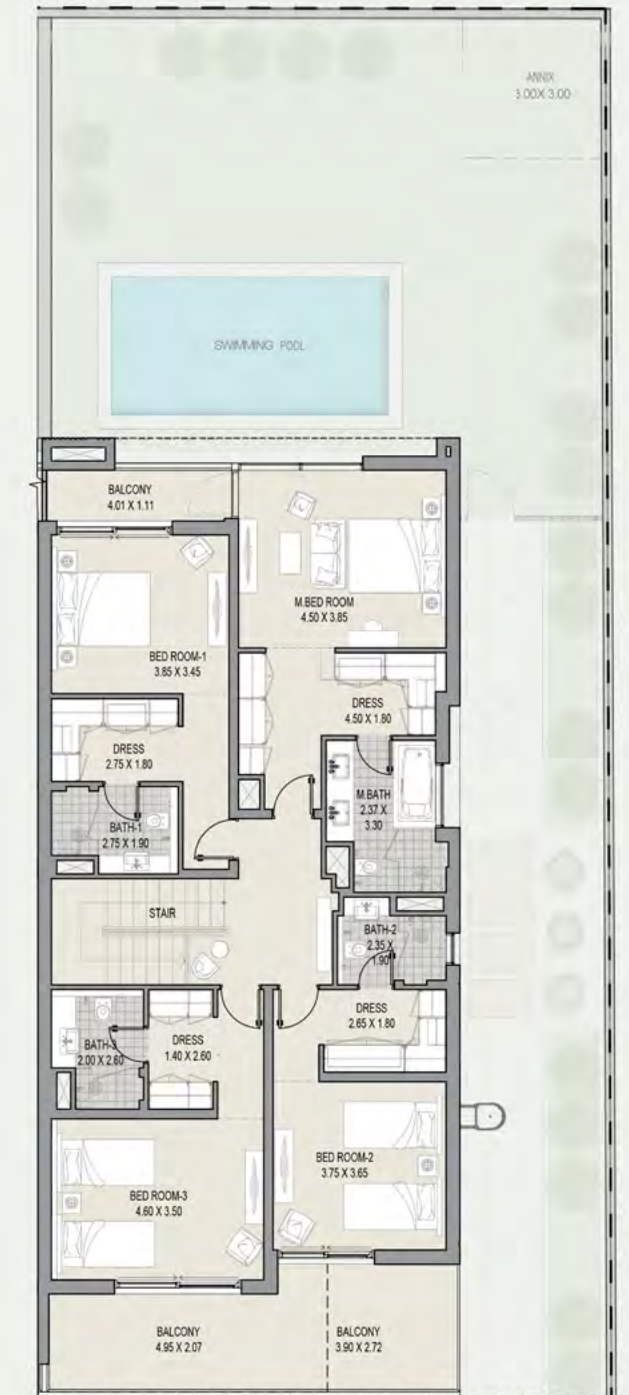 ANNIX
3.00X 3.00
SWIMMING POOL
BALCONY
4.01 X 1.11
M.BED ROOM
4.50 X 3.85
BED ROOM-1
3.85 X 3.45
DRESS
4.50 X 1.80
DRESS
2.75 X 1.80
M.BATH
2.37 X
3.30
BATH-1
2.75 X 1.90
STAIR
BATH-2
2.35 X
1.90
DRESS
2.65 X 1.80
DRESS
1.40 X 2.60
BATH-3
2.00 X 2.60
BED ROOM-2
3.75 X 3.65
BED ROOM-3
4.60 X 3.50
BALCONY
4.95 X 2.07
BALCONY
3.90 X 2.72